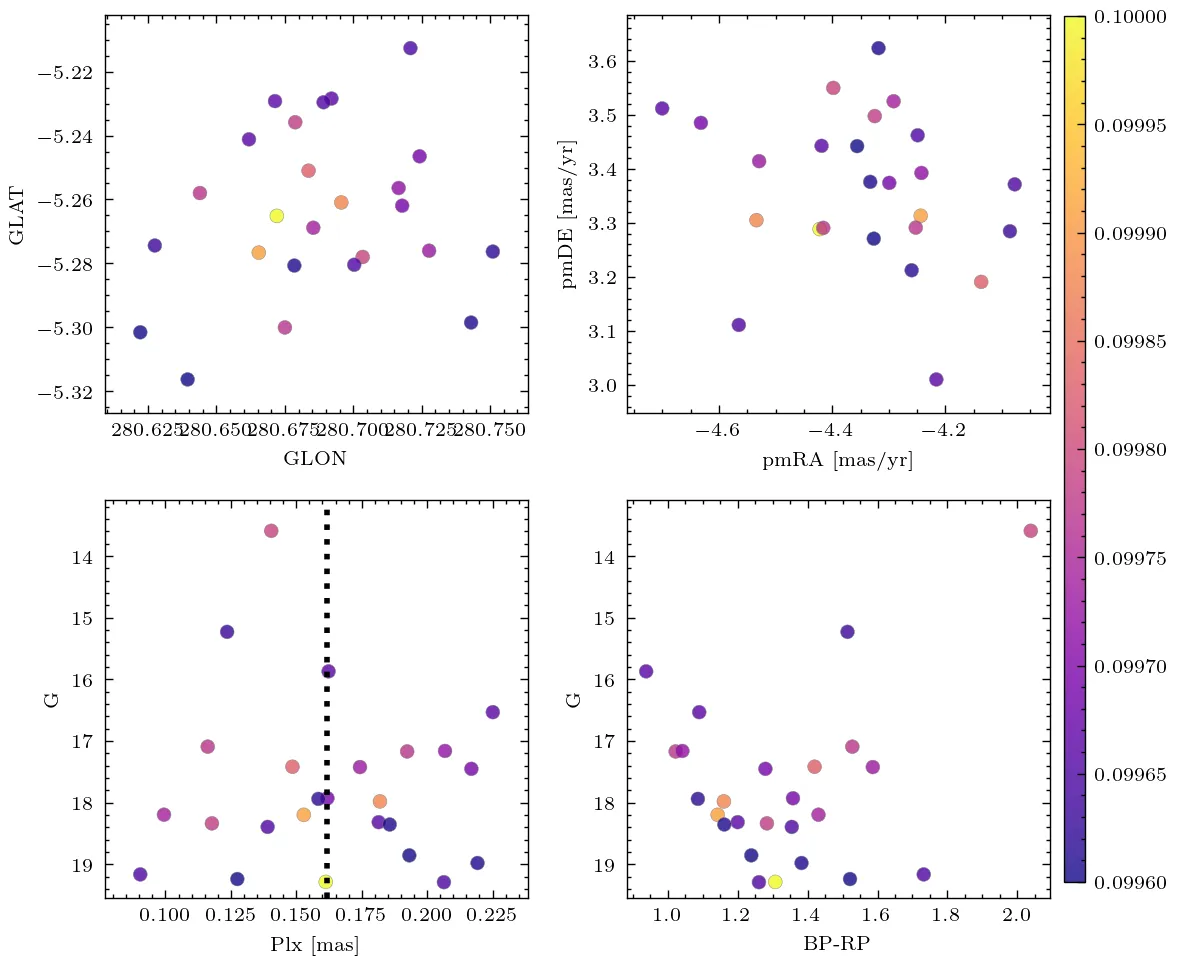 −5.22
−5.24
−5.26
−5.28
−5.30
−5.32
GLAT
280.625 280.650 280.675 280.700 280.725 280.750
GLON
3.6
3.5
3.4
3.3
3.2
3.1
3.0
pmDE [mas/yr]
−4.6 −4.4 −4.2
pmRA [mas/yr]
0.10000
0.09995
0.09990
0.09985
0.09980
0.09975
0.09970
0.09965
0.09960
14
15
16
17
18
19
G
0.100 0.125 0.150 0.175 0.200 0.225
Plx [mas]
14
15
16
17
18
19
G
1.0 1.2 1.4 1.6 1.8 2.0
BP-RP